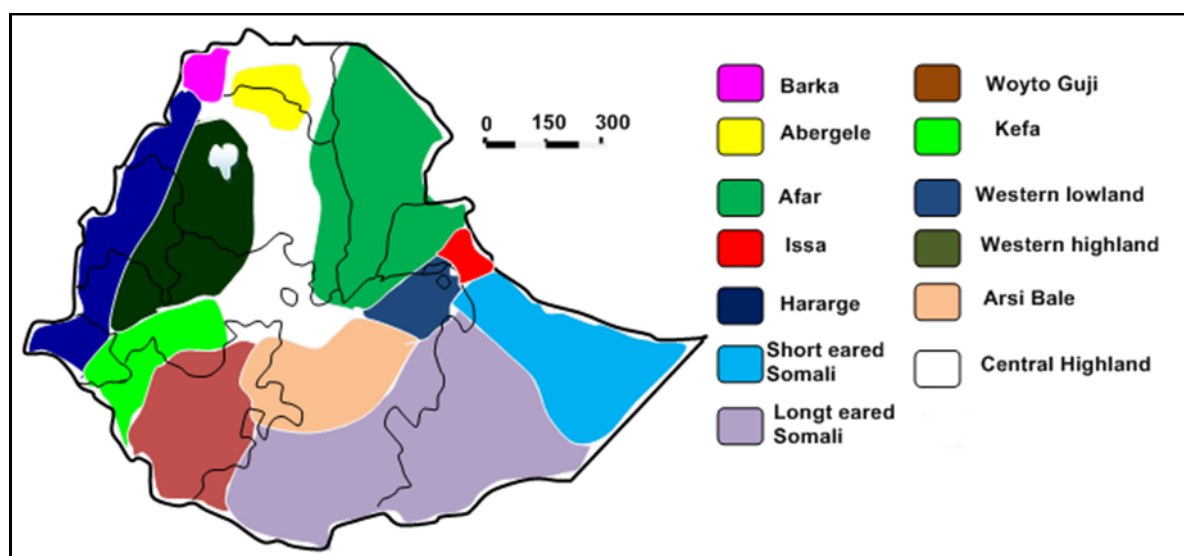 0 150 300
Barka
Abergele
Afar
Issa
Hararge
Short eared
Somali
Longt eared
Somali
Woyto Guji
Kefa
Western lowland
Western highland
Arsi Bale
Central Highland